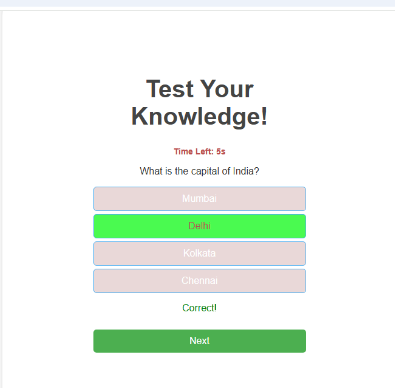 Test Your
Knowledge!
Time Left: 5s
What is the capital of India?
Mumbai
Delhi
Kolkata
Chennai
Correct!
Next